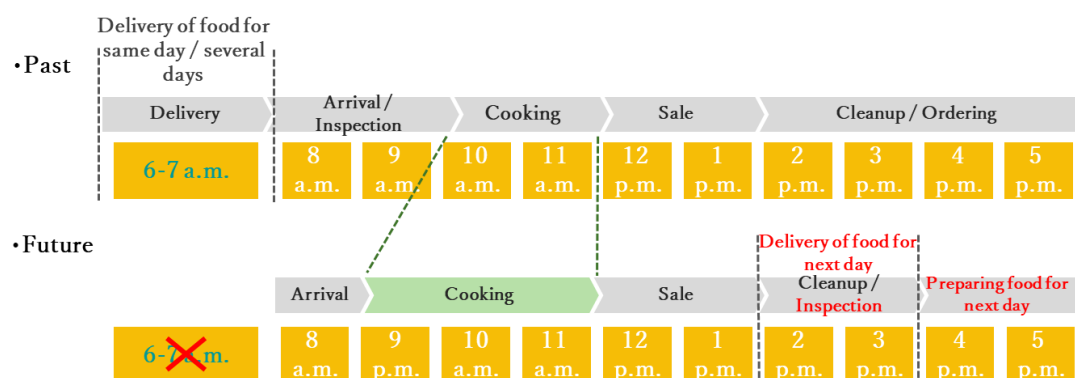 Delivery of food for
same day / several
days
•Past
Delivery
Arrival /
Inspection
Cooking
Sale
Cleanup / Ordering
6-7 a.m.
8
a.m.
9
a.m.
10
a.m.
11
a.m.
12
p.m.
1
p.m.
2
p.m.
3
p.m.
4
p.m.
5
p.m.
•Future
Delivery of food for
next day
Arrival
Cooking
Sale
Cleanup /
Inspection
Preparing food for
next day
6-7 a.m.
8
a.m.
9
p.m.
10
a.m.
11
a.m.
12
p.m.
1
p.m.
2
p.m.
3
p.m.
4
p.m.
5
p.m.